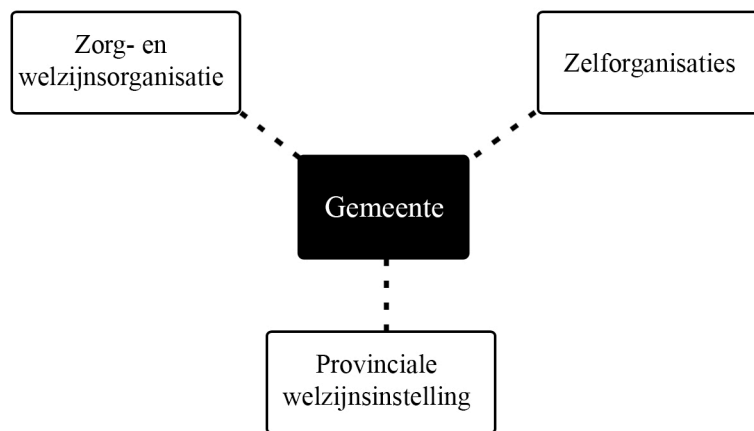 Zorg- en
welzijnsorganisatie
Zelforganisaties
Gemeente
Provinciale
welzijnsinstelling